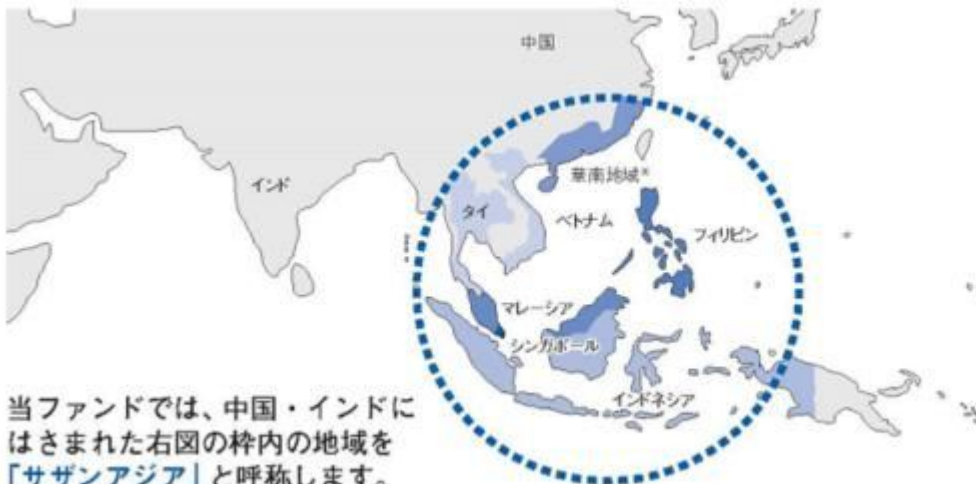 中国
インド
華南地域※
タイ
ベトナム
フィリピン
マレーシア
シンガポール
インドネシア
当ファンドでは、中国・インドに
はさまれた右図の枠内の地域を
「サザンアジア」と呼称します。